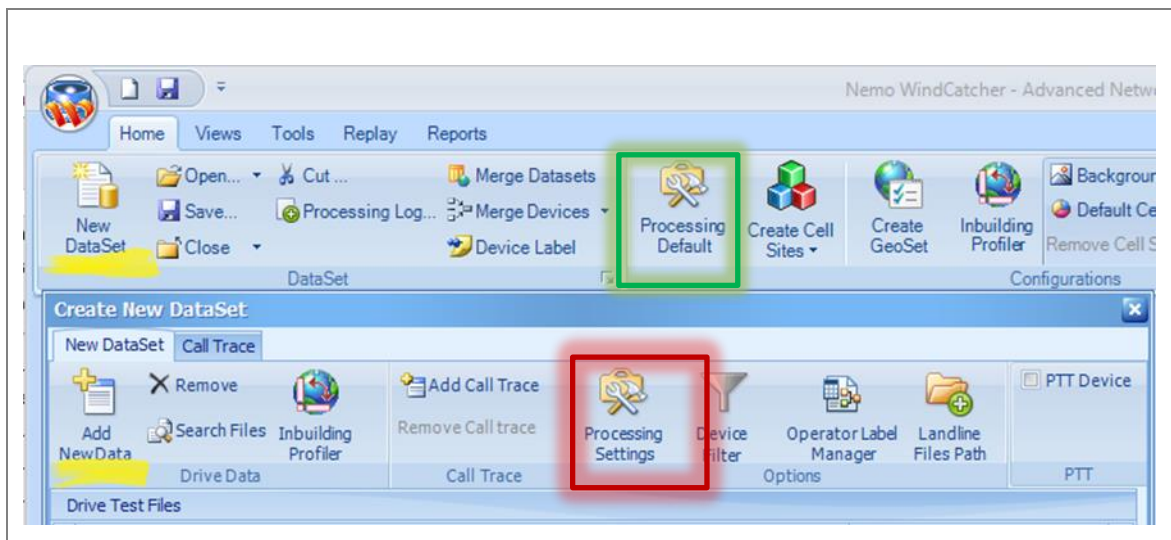 Nemo WindCatcher - Advanced Netw
Home Views Tools Replay Reports
New DataSet
Open...
Save...
Close
Cut ...
Processing Log...
Merge Datasets
Merge Devices
Device Label
Processing Default
Create Cell Sites
Create GeoSet
Inbuilding Profiler
Backgroun
Default Ce
Remove Cell S
DataSet Configurations
Create New DataSet
New DataSet Call Trace
Add NewData
Remove
Search Files
Inbuilding Profiler
Add Call Trace
Remove Call trace
Processing Settings
Device Filter
Operator Label Manager
Landline Files Path
PTT Device
Drive Data Call Trace Options PTT
Drive Test Files